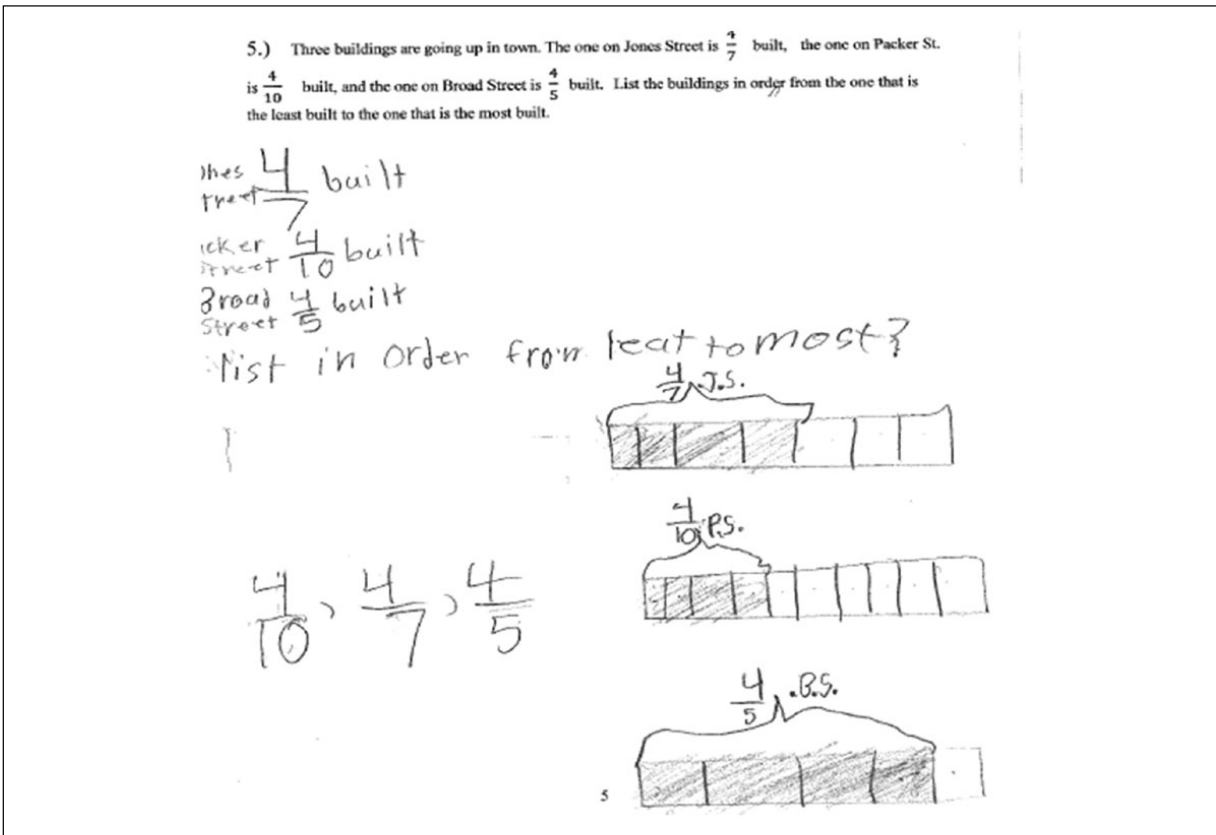 5.) Three buildings are going up in town. The one on Jones Street is 4/7 built, the one on Packer St.
is 4/10 built, and the one on Broad Street is 4/5 built. List the buildings in order from the one that is
the least built to the one that is the most built.
ones 4/7 built
treet
cker 4/10 built
street
Broad 4/5 built
Street
list in order from leat to most?
4/7 J.S.
4/10 P.S.
4/10, 4/7, 4/5
4/5 .B.S.
5